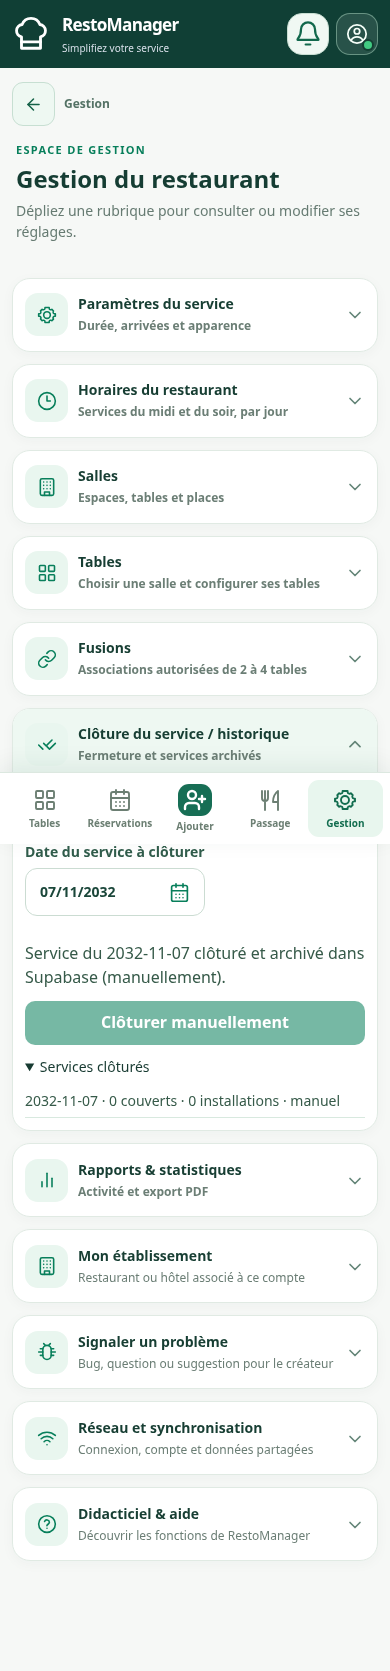 RestoManager
Simplifiez votre service
Gestion
ESPACE DE GESTION
Gestion du restaurant
Dépliez une rubrique pour consulter ou modifier ses
réglages.
Paramètres du service
Durée, arrivées et apparence
Horaires du restaurant
Services du midi et du soir, par jour
Salles
Espaces, tables et places
Tables
Choisir une salle et configurer ses tables
Fusions
Associations autorisées de 2 à 4 tables
Clôture du service / historique
Fermeture et services archivés
Tables
Réservations
Ajouter
Passage
Gestion
Date du service à clôturer
07/11/2032
Service du 2032-11-07 clôturé et archivé dans
Supabase (manuellement).
Clôturer manuellement
▼ Services clôturés
2032-11-07 · 0 couverts · 0 installations · manuel
Rapports & statistiques
Activité et export PDF
Mon établissement
Restaurant ou hôtel associé à ce compte
Signaler un problème
Bug, question ou suggestion pour le créateur
Réseau et synchronisation
Connexion, compte et données partagées
Didacticiel & aide
Découvrir les fonctions de RestoManager